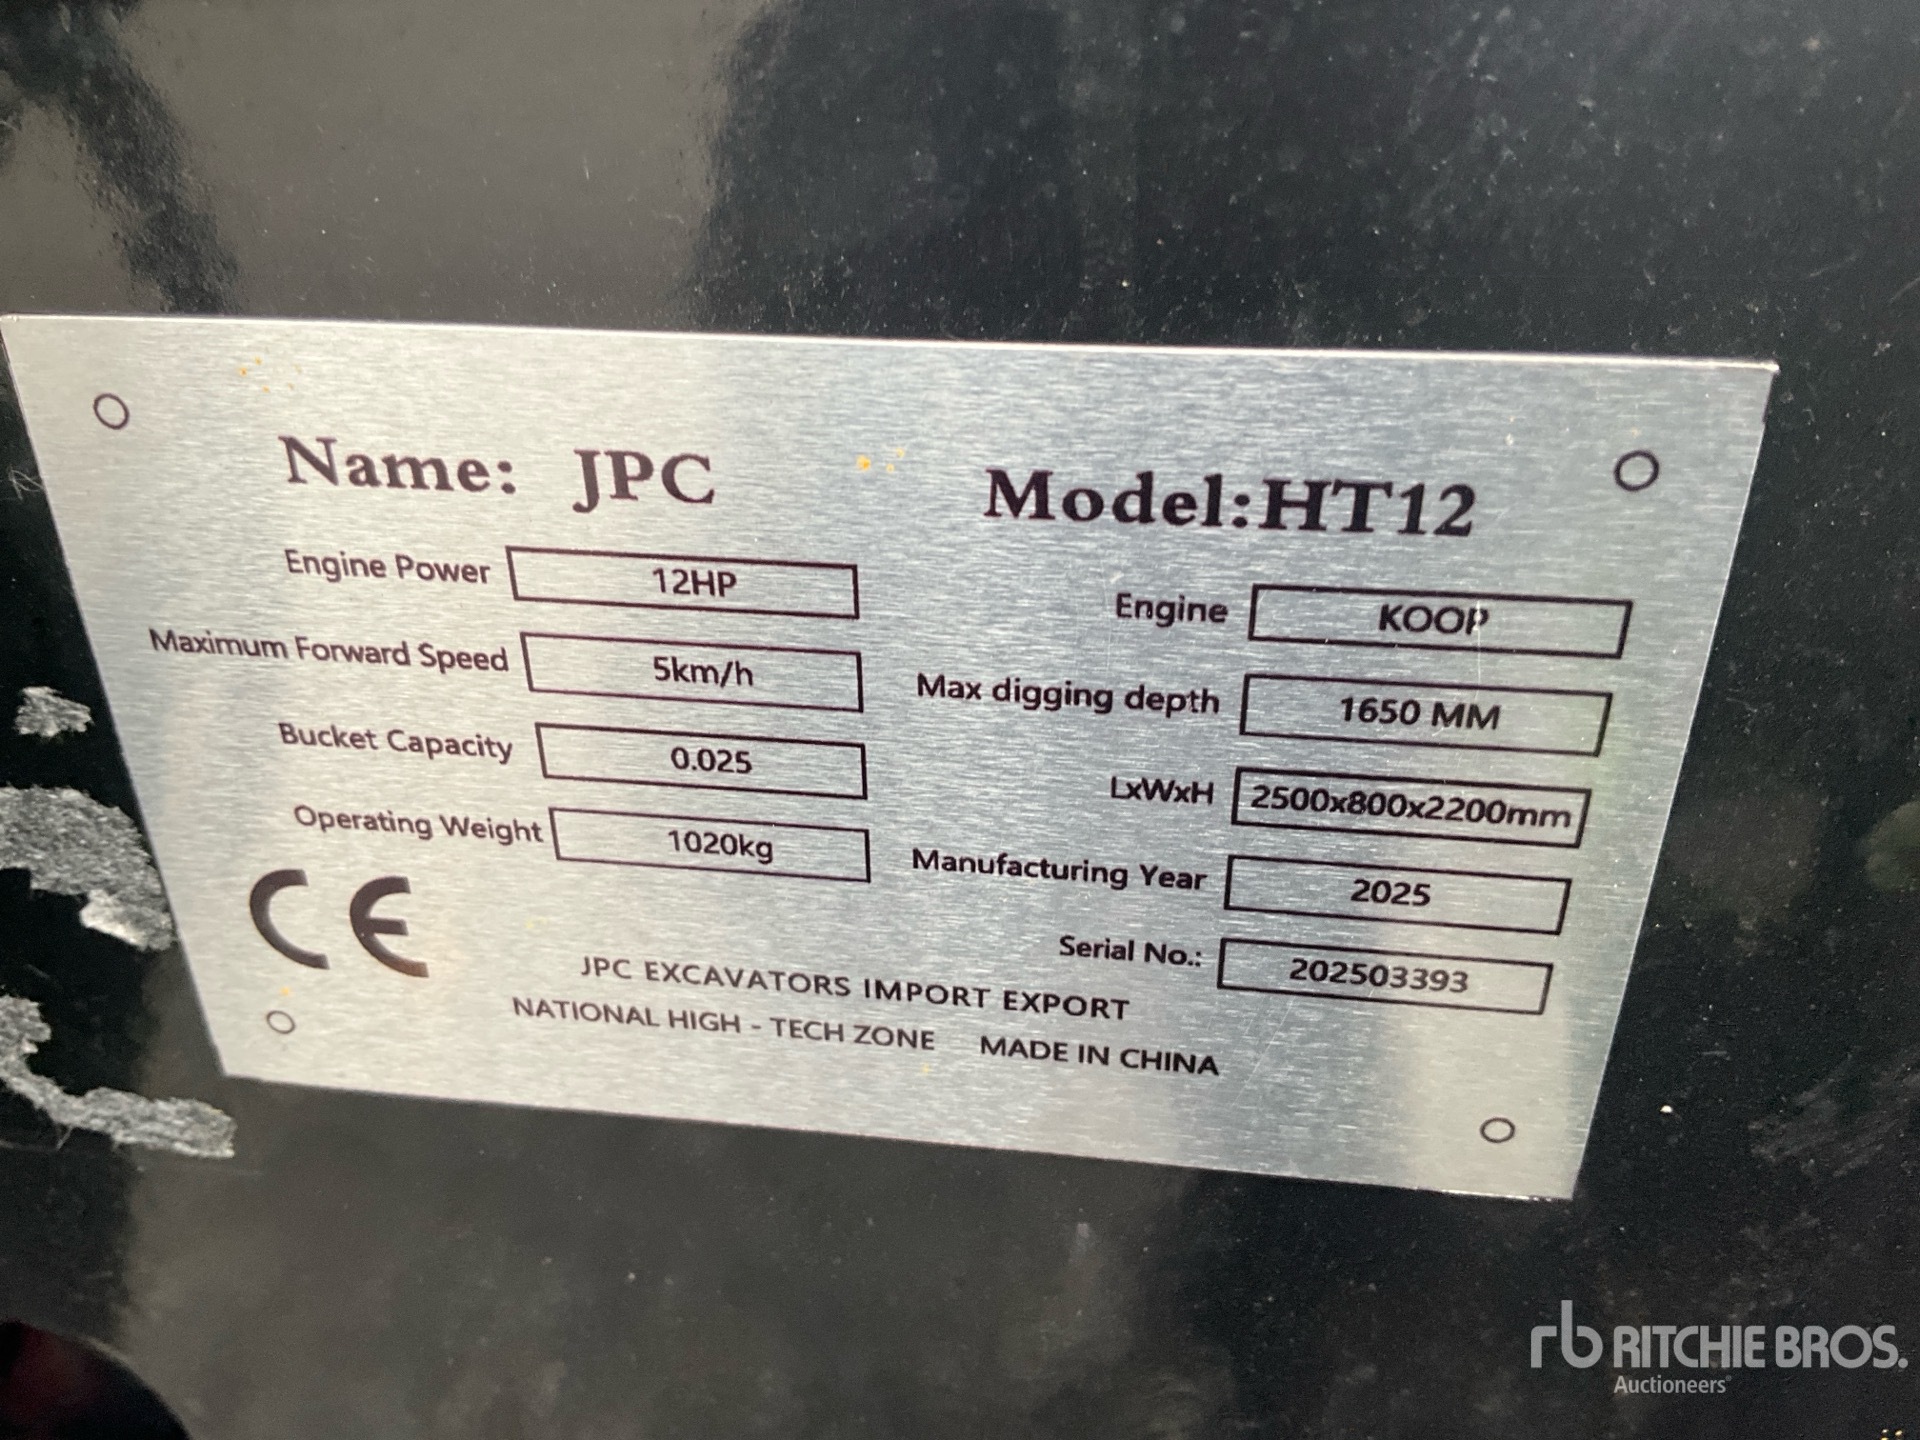 Name: JPC Model:HT12
Engine Power 12HP Engine KOOP
Maximum Forward Speed 5km/h Max digging depth 1650 MM
Bucket Capacity 0.025 LxWxH 2500x800x2200mm
Operating Weight 1020kg Manufacturing Year 2025
CE Serial No.: 202503393
JPC EXCAVATORS IMPORT EXPORT
NATIONAL HIGH - TECH ZONE MADE IN CHINA
rb RITCHIE BROS.
Auctioneers